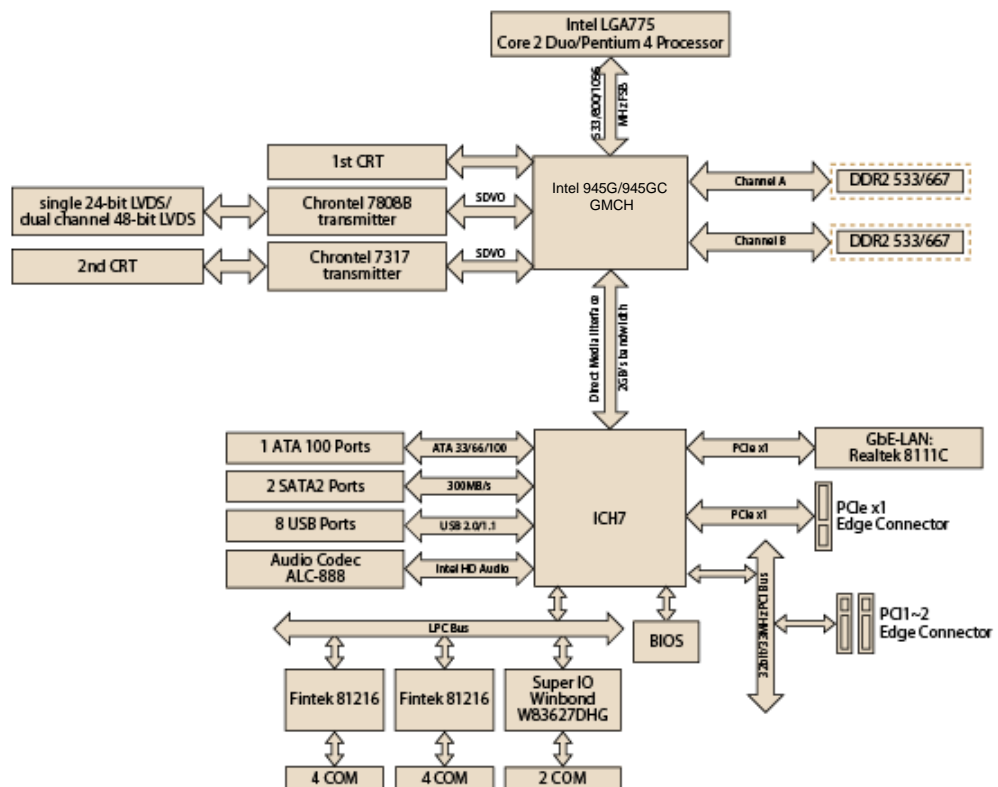 Intel LGA775
Core 2 Duo/Pentium 4 Processor
533/800/1066
MHz FSB
1st CRT
Intel 945G/945GC
GMCH
Channel A
DDR2 533/667
single 24-bit LVDS/
dual channel 48-bit LVDS
Chrontel 7808B
transmitter
SDVO
Channel B
DDR2 533/667
2nd CRT
Chrontel 7317
transmitter
SDVO
Direct Media Iiterface
2GB/s bandwidth
1 ATA 100 Ports
ATA 33/66/100
ICH7
PCIe x1
GbE-LAN:
Realtek 8111C
2 SATA2 Ports
300MB/s
PCIe x1
PCIe x1
Edge Connector
8 USB Ports
USB 2.0/1.1
Audio Codec
ALC-888
Intel HD Audio
32bit/33MHz PCI Bus
PCI1~2
Edge Connector
LPC Bus
BIOS
Fintek 81216
Fintek 81216
Super IO
Winbond
W83627DHG
4 COM
4 COM
2 COM